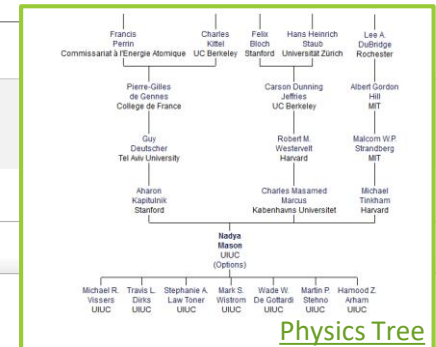 Francis Charles Felix Hans Heinrich Lee A.
Perrin Kittel Bloch Staub DuBridge
Commissariat à l'Energie Atomique UC Berkeley Stanford Universität Zürich Rochester
Pierre-Gilles Carson Dunning Albert Gordon
de Gennes Jeffries Hill
College de France UC Berkeley MIT
Guy Robert M. Malcom W.P.
Deutscher Westervelt Strandberg
Tel Aviv University Harvard MIT
Aharon Charles Masamed Michael
Kapitulnik Marcus Tinkham
Stanford Københavns Universitet Harvard
Nadya
Mason
UIUC
(Options)
Michael R. Travis L. Stephanie A. Mark S. Wade W. Martin P. Hamood Z.
Vissers Dirks Law Toner Wistrom De Gottardi Stehno Arham
UIUC UIUC UIUC UIUC UIUC UIUC UIUC
Physics Tree